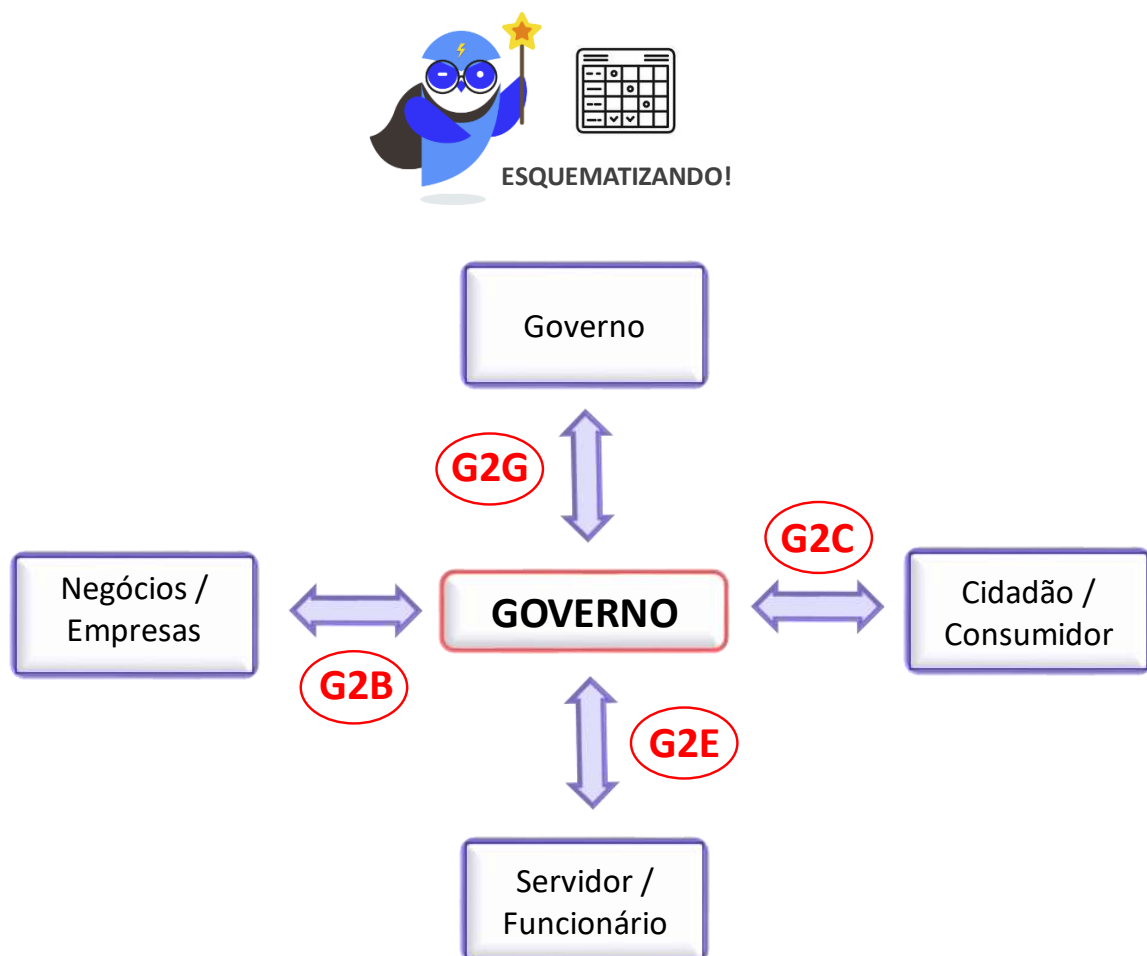 ESQUEMATIZANDO!
Governo
G2G
G2C
Negócios /
Empresas
GOVERNO
Cidadão /
Consumidor
G2B
G2E
Servidor /
Funcionário